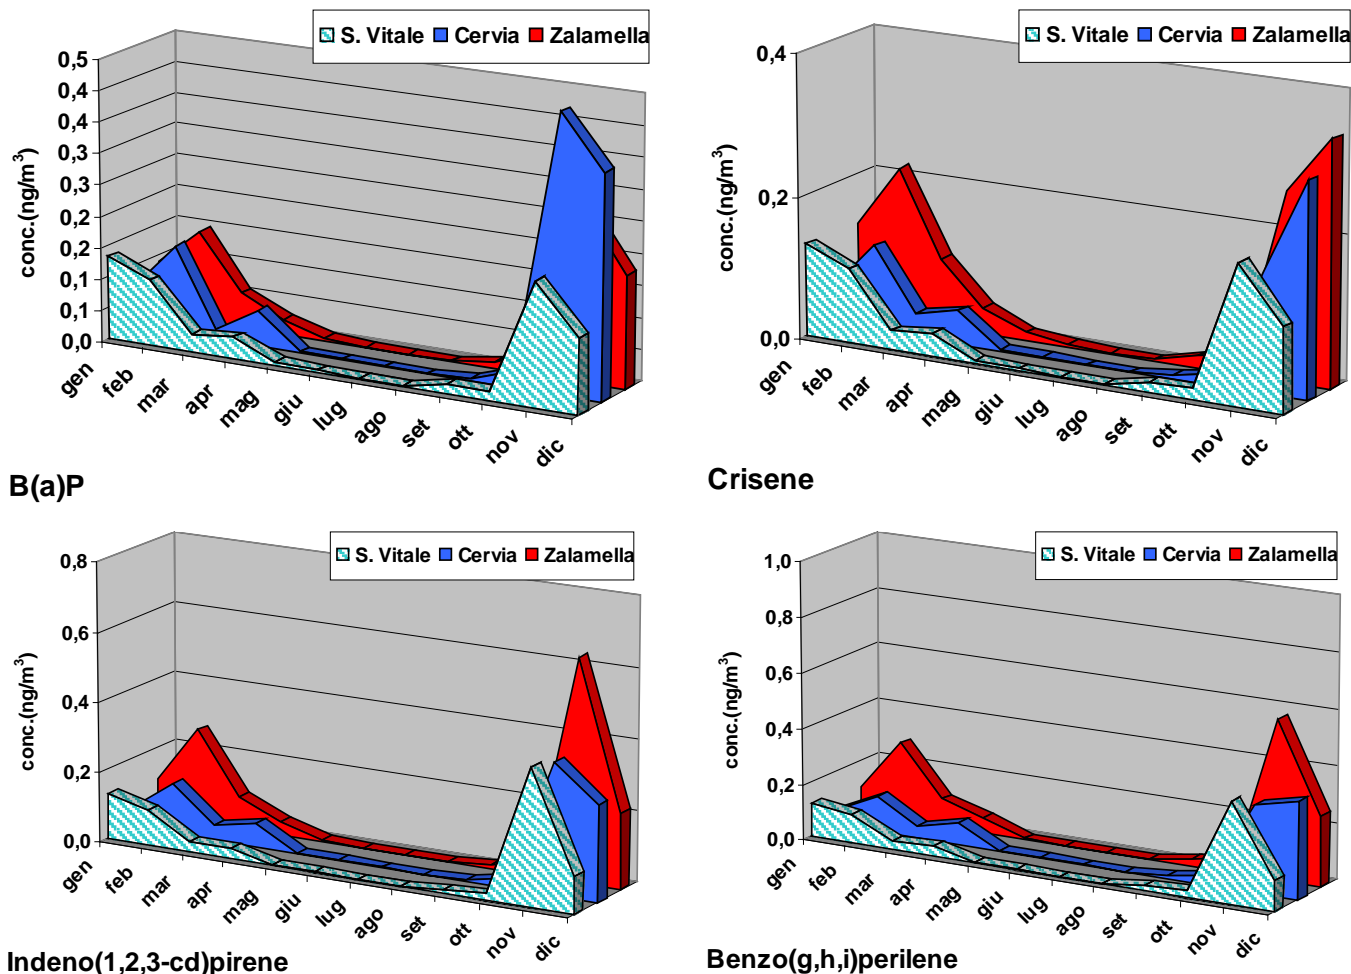 S. Vitale Cervia Zalamella
0,5
0,4
0,4
0,3
0,3
0,2
0,2
0,1
0,1
0,0
conc.(ng/m³)
gen feb mar apr mag giu lug ago set ott nov dic
B(a)P
S. Vitale Cervia Zalamella
0,4
0,2
0,0
conc.(ng/m³)
gen feb mar apr mag giu lug ago set ott nov dic
Crisene
S. Vitale Cervia Zalamella
0,8
0,6
0,4
0,2
0,0
conc.(ng/m³)
gen feb mar apr mag giu lug ago set ott nov dic
Indeno(1,2,3-cd)pirene
S. Vitale Cervia Zalamella
1,0
0,8
0,6
0,4
0,2
0,0
conc.(ng/m³)
gen feb mar apr mag giu lug ago set ott nov dic
Benzo(g,h,i)perilene